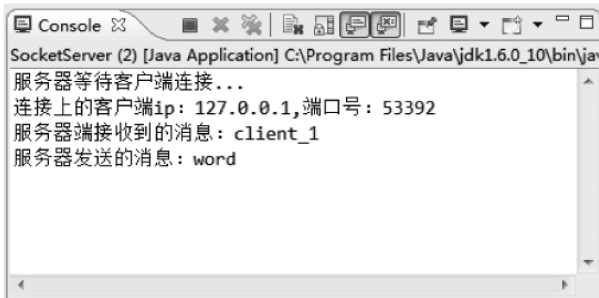 Console
SocketServer (2) [Java Application] C:\Program Files\Java\jdk1.6.0_10\bin\jav
服务器等待客户端连接...
连接上的客户端ip：127.0.0.1,端口号：53392
服务器端接收到的消息：client_1
服务器发送的消息：word